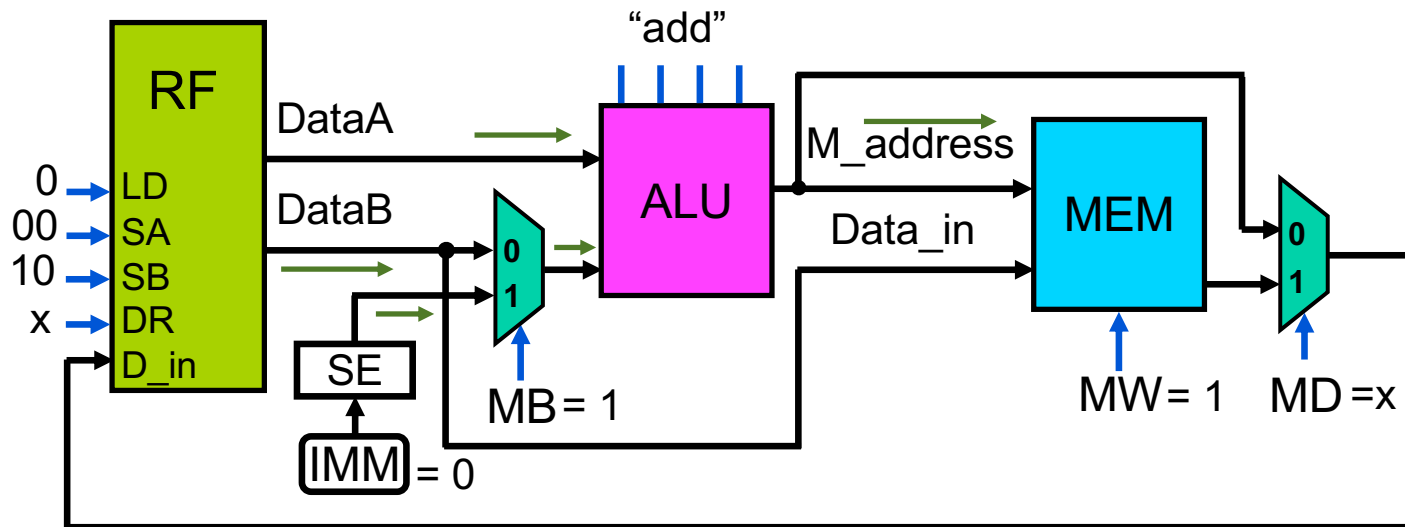 “add”
RF
DataA
M_address
0 LD
00 SA
10 SB
x DR
D_in
DataB
0
1
ALU
Data_in
MEM
0
1
SE
MB = 1
MW = 1
MD =x
IMM = 0